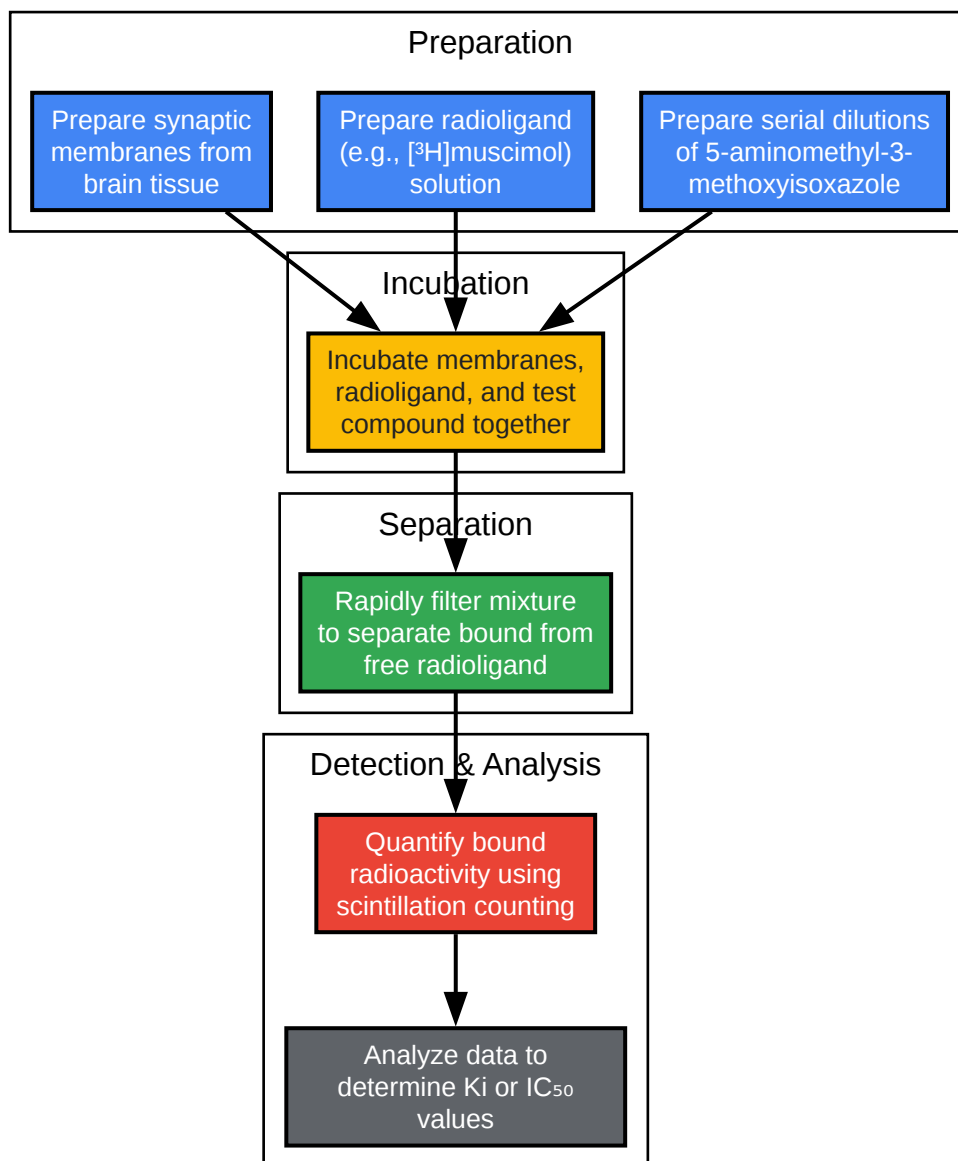 Preparation
Prepare synaptic
membranes from
brain tissue
Prepare radioligand
(e.g., [³H]muscimol)
solution
Prepare serial dilutions
of 5-aminomethyl-3-
methoxyisoxazole
Incubation
Incubate membranes,
radioligand, and test
compound together
Separation
Rapidly filter mixture
to separate bound from
free radioligand
Detection & Analysis
Quantify bound
radioactivity using
scintillation counting
Analyze data to
determine Ki or IC₅₀
values